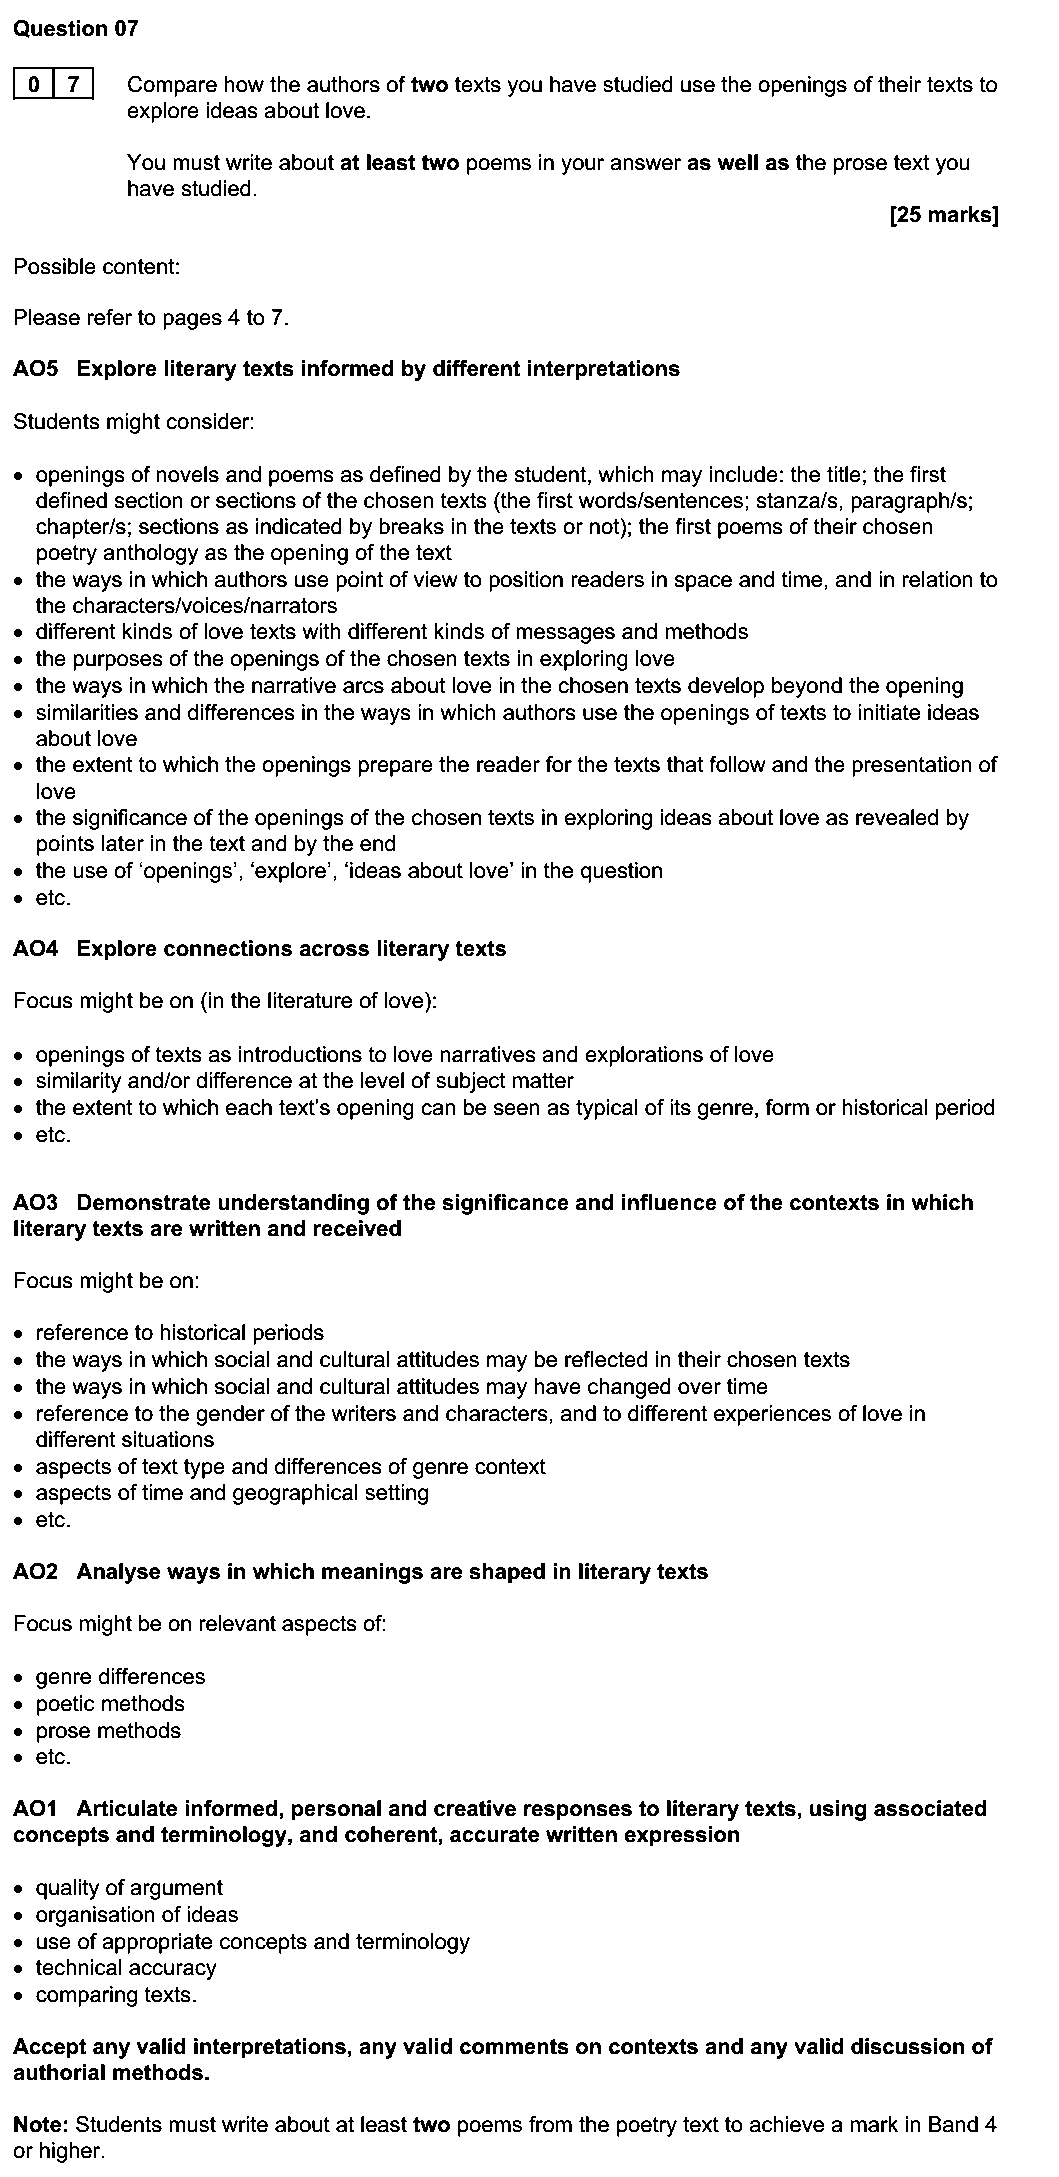 Question 07
0 7 Compare how the authors of two texts you have studied use the openings of their texts to
explore ideas about love.
You must write about at least two poems in your answer as well as the prose text you
have studied.
[25 marks]
Possible content:
Please refer to pages 4 to 7.
AO5 Explore literary texts informed by different interpretations
Students might consider:
• openings of novels and poems as defined by the student, which may include: the title; the first
defined section or sections of the chosen texts (the first words/sentences; stanza/s, paragraph/s;
chapter/s; sections as indicated by breaks in the texts or not); the first poems of their chosen
poetry anthology as the opening of the text
• the ways in which authors use point of view to position readers in space and time, and in relation to
the characters/voices/narrators
• different kinds of love texts with different kinds of messages and methods
• the purposes of the openings of the chosen texts in exploring love
• the ways in which the narrative arcs about love in the chosen texts develop beyond the opening
• similarities and differences in the ways in which authors use the openings of texts to initiate ideas
about love
• the extent to which the openings prepare the reader for the texts that follow and the presentation of
love
• the significance of the openings of the chosen texts in exploring ideas about love as revealed by
points later in the text and by the end
• the use of ‘openings’, ‘explore’, ‘ideas about love’ in the question
• etc.
AO4 Explore connections across literary texts
Focus might be on (in the literature of love):
• openings of texts as introductions to love narratives and explorations of love
• similarity and/or difference at the level of subject matter
• the extent to which each text's opening can be seen as typical of its genre, form or historical period
• etc.
AO3 Demonstrate understanding of the significance and influence of the contexts in which
literary texts are written and received
Focus might be on:
• reference to historical periods
• the ways in which social and cultural attitudes may be reflected in their chosen texts
• the ways in which social and cultural attitudes may have changed over time
• reference to the gender of the writers and characters, and to different experiences of love in
different situations
• aspects of text type and differences of genre context
• aspects of time and geographical setting
• etc.
AO2 Analyse ways in which meanings are shaped in literary texts
Focus might be on relevant aspects of:
• genre differences
• poetic methods
• prose methods
• etc.
AO1 Articulate informed, personal and creative responses to literary texts, using associated
concepts and terminology, and coherent, accurate written expression
• quality of argument
• organisation of ideas
• use of appropriate concepts and terminology
• technical accuracy
• comparing texts.
Accept any valid interpretations, any valid comments on contexts and any valid discussion of
authorial methods.
Note: Students must write about at least two poems from the poetry text to achieve a mark in Band 4
or higher.